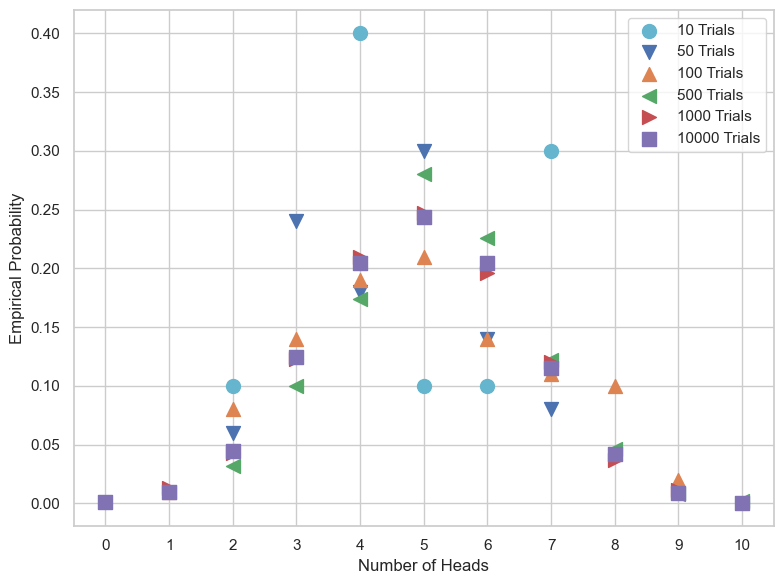 0.40
0.35
0.30
0.25
0.20
0.15
0.10
0.05
0.00
Empirical Probability
0 1 2 3 4 5 6 7 8 9 10
Number of Heads
10 Trials
50 Trials
100 Trials
500 Trials
1000 Trials
10000 Trials